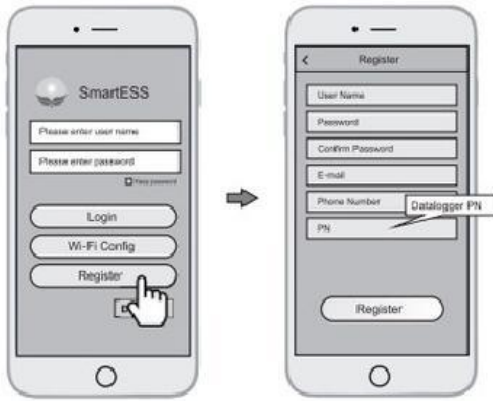 SmartESS
Please enter user name
Please enter password
Login
Wi-Fi Config
Register
Register
User Name
Password
Confirm Password
E-mail
Phone Number
Datalogger PN
PN
Register